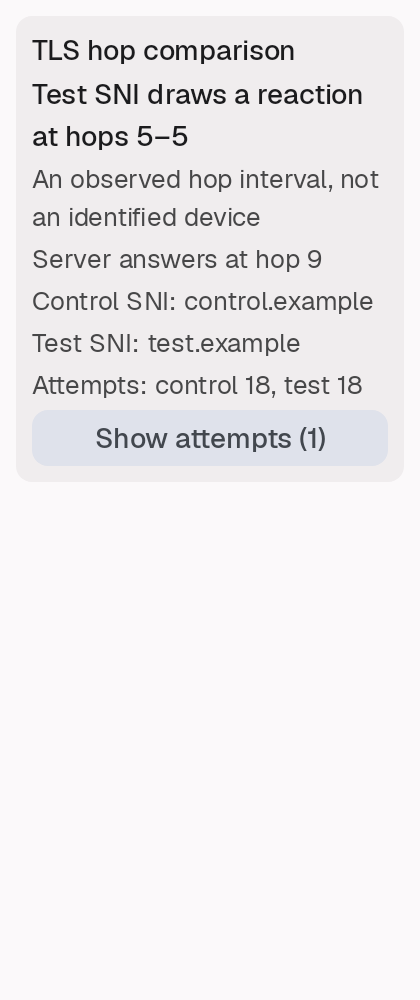 TLS hop comparison
Test SNI draws a reaction
at hops 5–5
An observed hop interval, not
an identified device
Server answers at hop 9
Control SNI: control.example
Test SNI: test.example
Attempts: control 18, test 18
Show attempts (1)